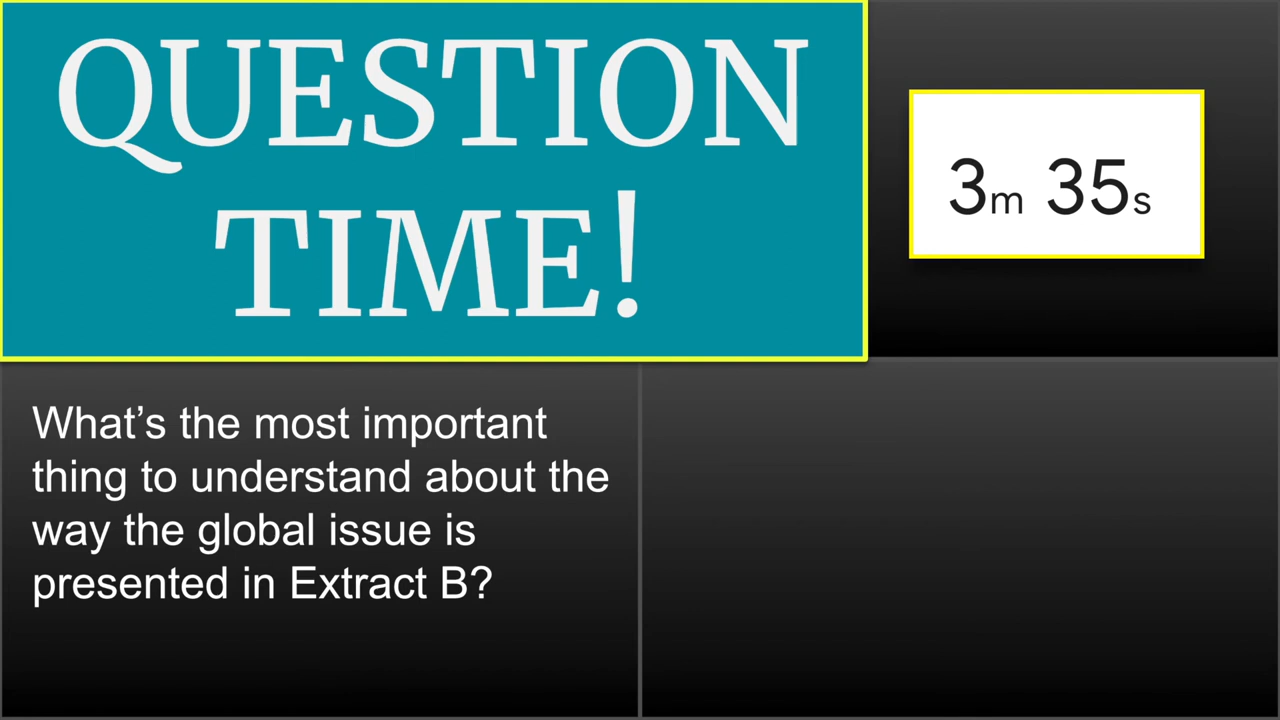 QUESTION
TIME!
3m 35s
What’s the most important
thing to understand about the
way the global issue is
presented in Extract B?